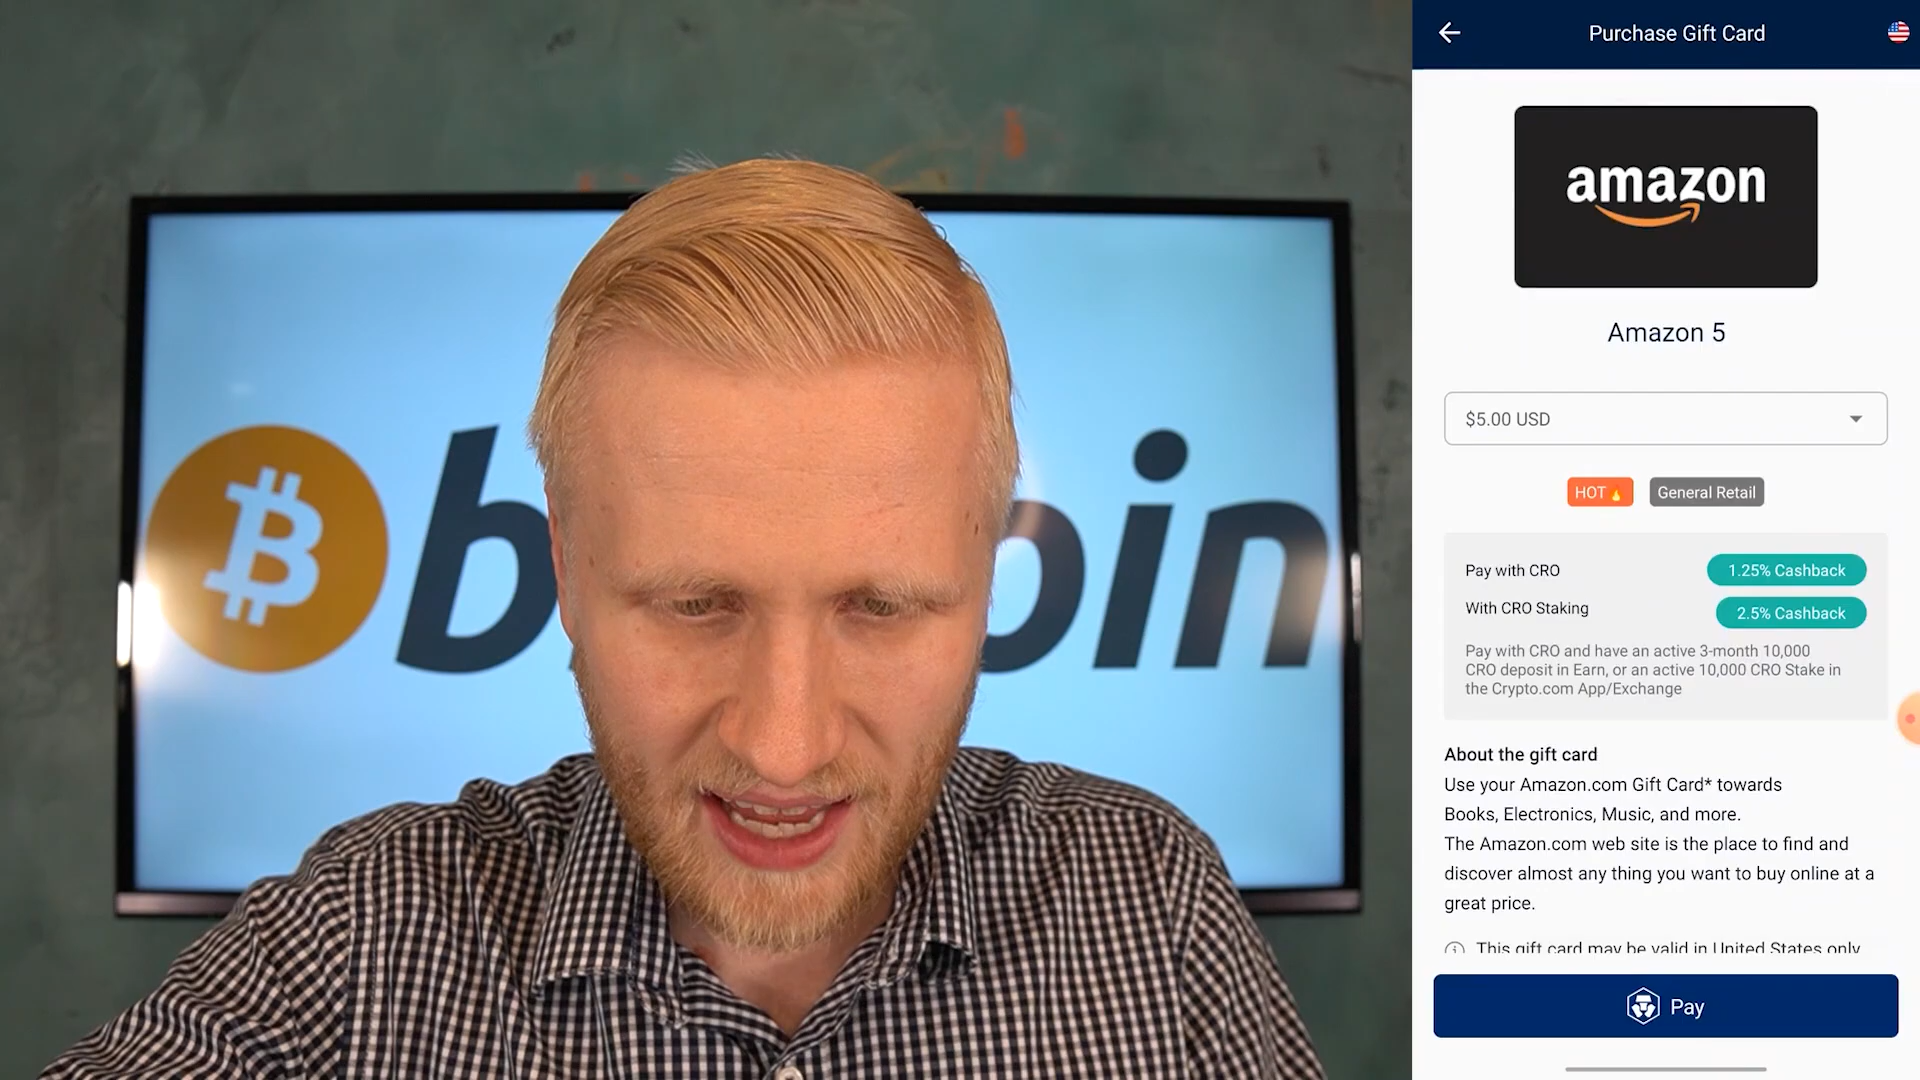 bitcoin
Purchase Gift Card
amazon
Amazon 5
$5.00 USD
HOT🔥 General Retail
Pay with CRO 1.25% Cashback
With CRO Staking 2.5% Cashback
Pay with CRO and have an active 3-month 10,000
CRO deposit in Earn, or an active 10,000 CRO Stake in
the Crypto.com App/Exchange
About the gift card
Use your Amazon.com Gift Card* towards
Books, Electronics, Music, and more.
The Amazon.com web site is the place to find and
discover almost any thing you want to buy online at a
great price.
This gift card may be valid in United States only
Pay